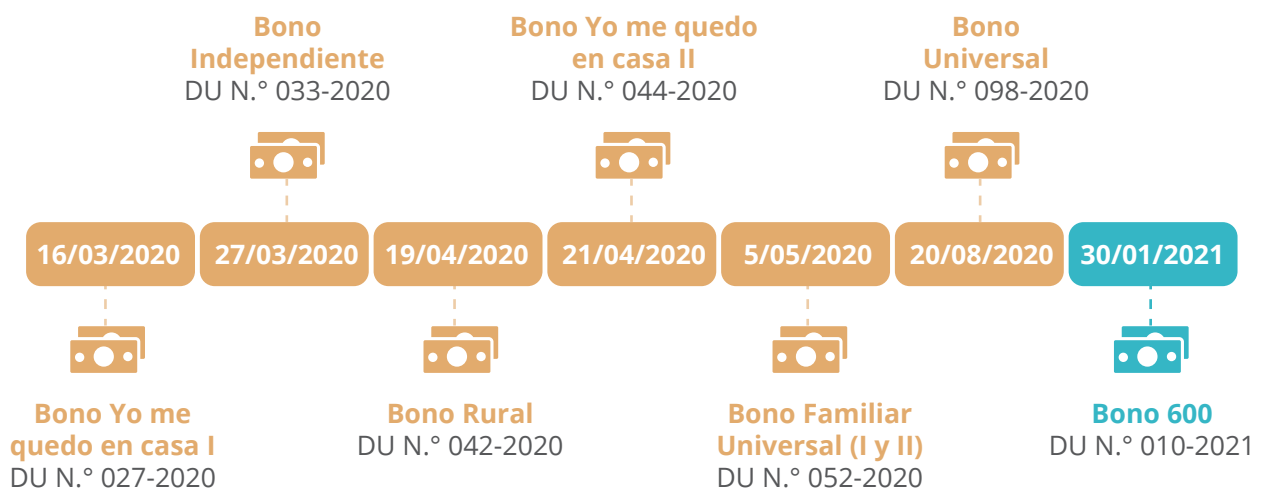 Bono
Independiente
DU N.° 033-2020
Bono Yo me quedo
en casa II
DU N.° 044-2020
Bono
Universal
DU N.° 098-2020
16/03/2020
27/03/2020
19/04/2020
21/04/2020
5/05/2020
20/08/2020
30/01/2021
Bono Yo me
quedo en casa I
DU N.° 027-2020
Bono Rural
DU N.° 042-2020
Bono Familiar
Universal (I y II)
DU N.° 052-2020
Bono 600
DU N.° 010-2021